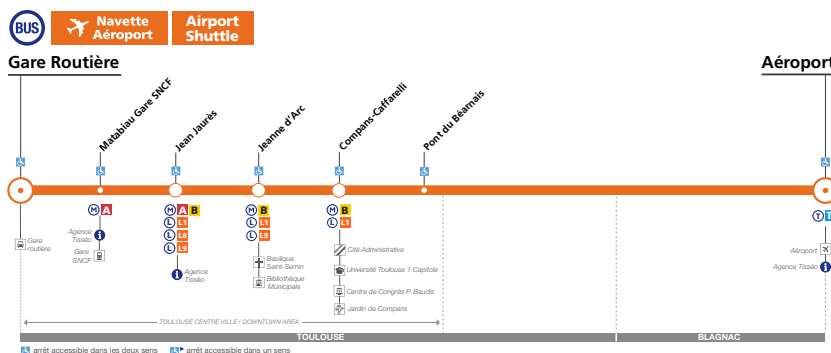 BUS
Navette
Aéroport
Airport
Shuttle
Gare Routière
Matabiau Gare SNCF
Jean Jaurès
Jeanne d'Arc
Compans-Caffarelli
Pont du Béarnais
Aéroport
M A
M A B
L L1
L L8
L L9
M B
L L1
L L9
M B
L L1
T T
Gare
routière
Agence
Tisséo
Gare
SNCF
Agence
Tisséo
Basilique
Saint-Sernin
Bibliothèque
Municipale
Cité Administrative
Université Toulouse 1 Capitole
Centre de Congrès P. Baudis
Jardin de Compans
Aéroport
Agence Tisséo
TOULOUSE CENTRE VILLE / DOWNTOWN AREA
TOULOUSE
BLAGNAC
arrêt accessible dans les deux sens
arrêt accessible dans un sens